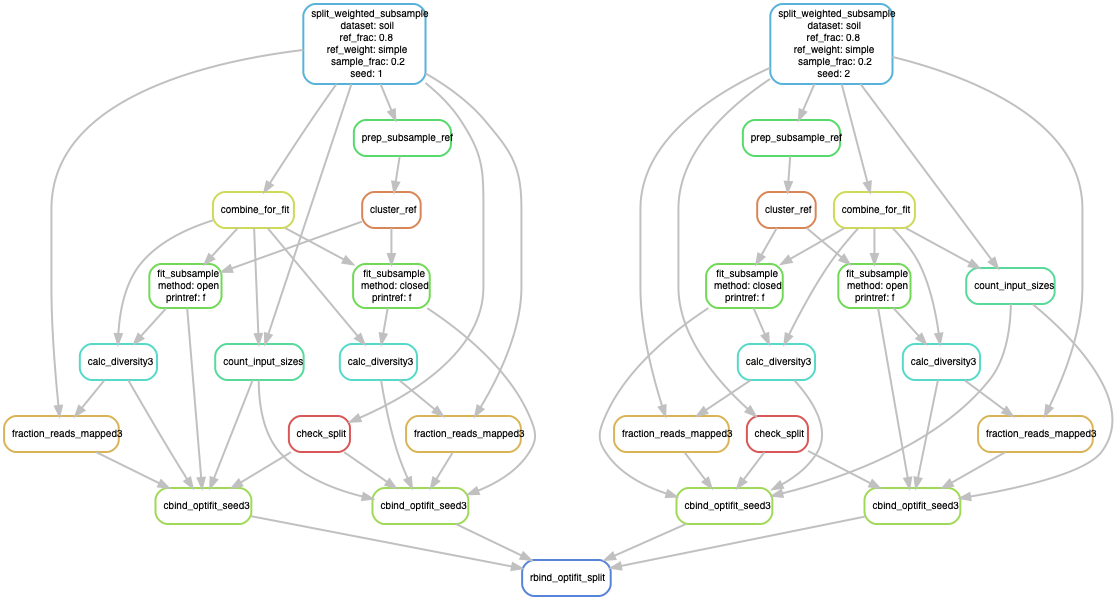 split_weighted_subsample
dataset: soil
ref_frac: 0.8
ref_weight: simple
sample_frac: 0.2
seed: 1
split_weighted_subsample
dataset: soil
ref_frac: 0.8
ref_weight: simple
sample_frac: 0.2
seed: 2
prep_subsample_ref
prep_subsample_ref
combine_for_fit
cluster_ref
cluster_ref
combine_for_fit
fit_subsample
method: open
printref: f
fit_subsample
method: closed
printref: f
fit_subsample
method: closed
printref: f
fit_subsample
method: open
printref: f
count_input_sizes
calc_diversity3
count_input_sizes
calc_diversity3
calc_diversity3
calc_diversity3
fraction_reads_mapped3
check_split
fraction_reads_mapped3
fraction_reads_mapped3
check_split
fraction_reads_mapped3
cbind_optifit_seed3
cbind_optifit_seed3
cbind_optifit_seed3
cbind_optifit_seed3
rbind_optifit_split